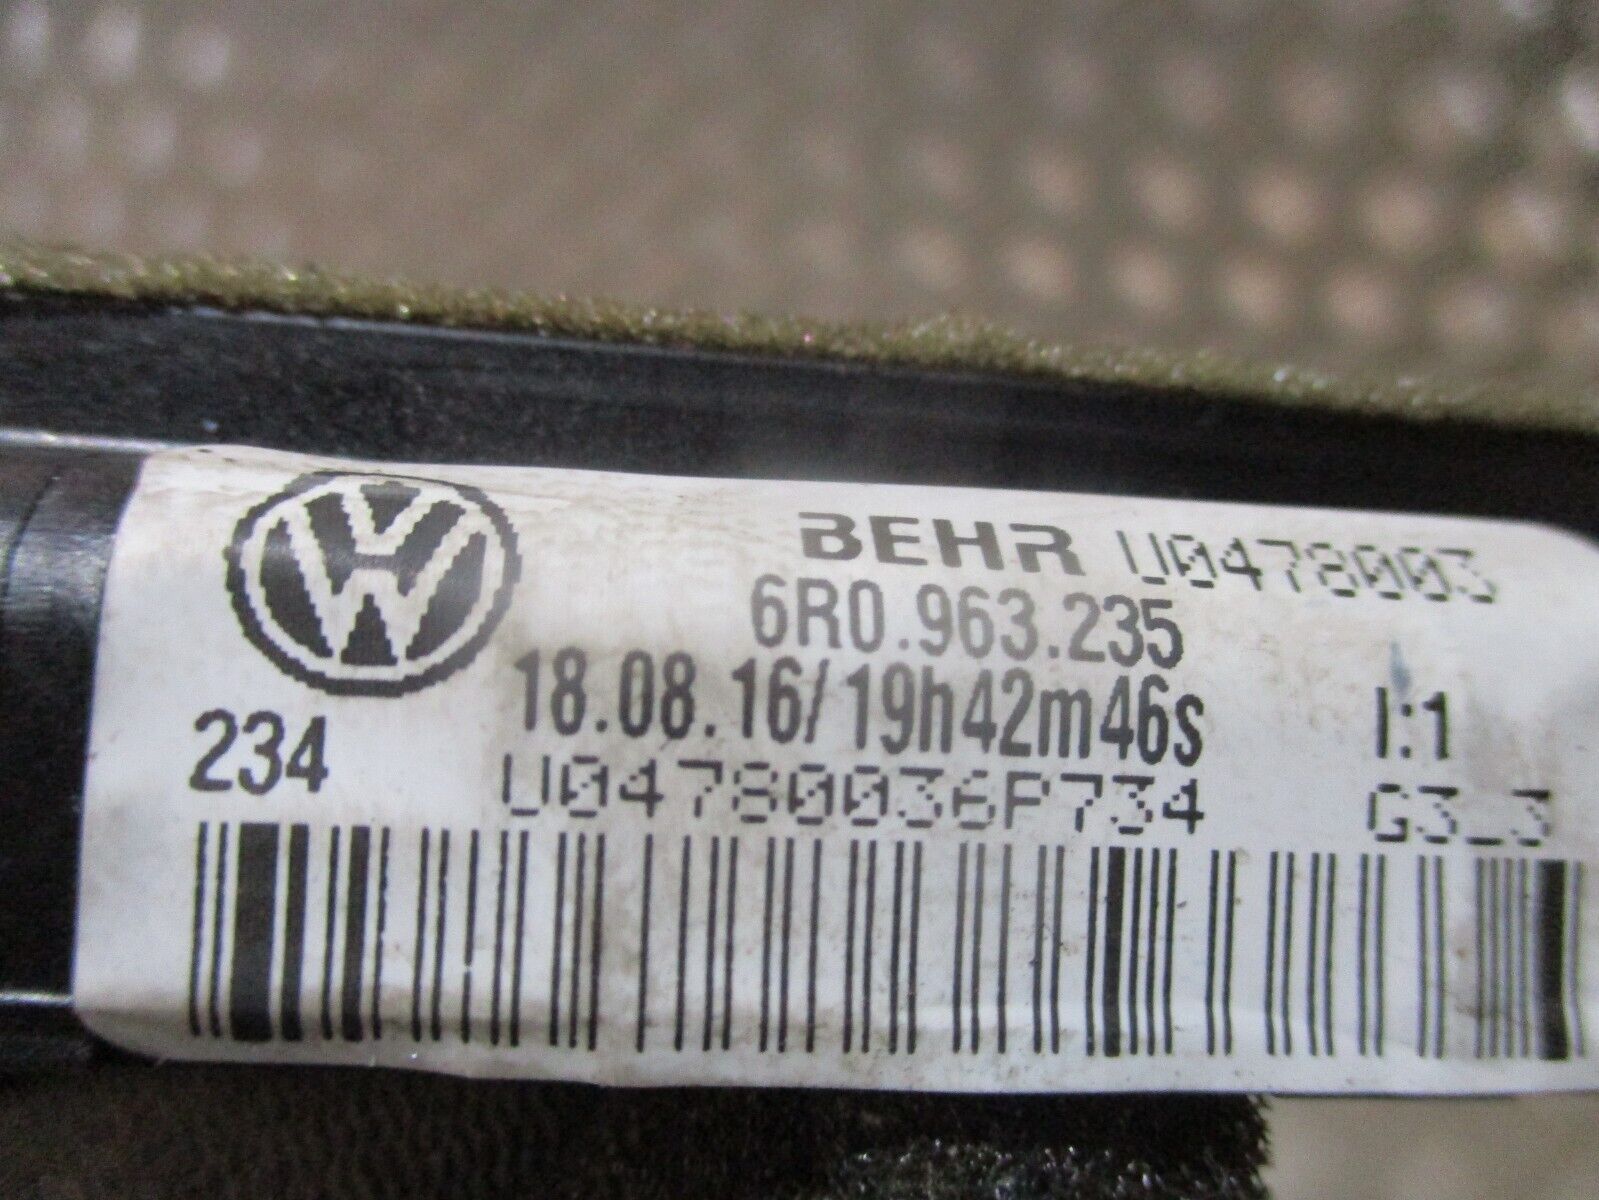 BEHR U0478003
6R0.963.235
18.08.16/19h42m46s I:1
234
U04780036P734 G3_3